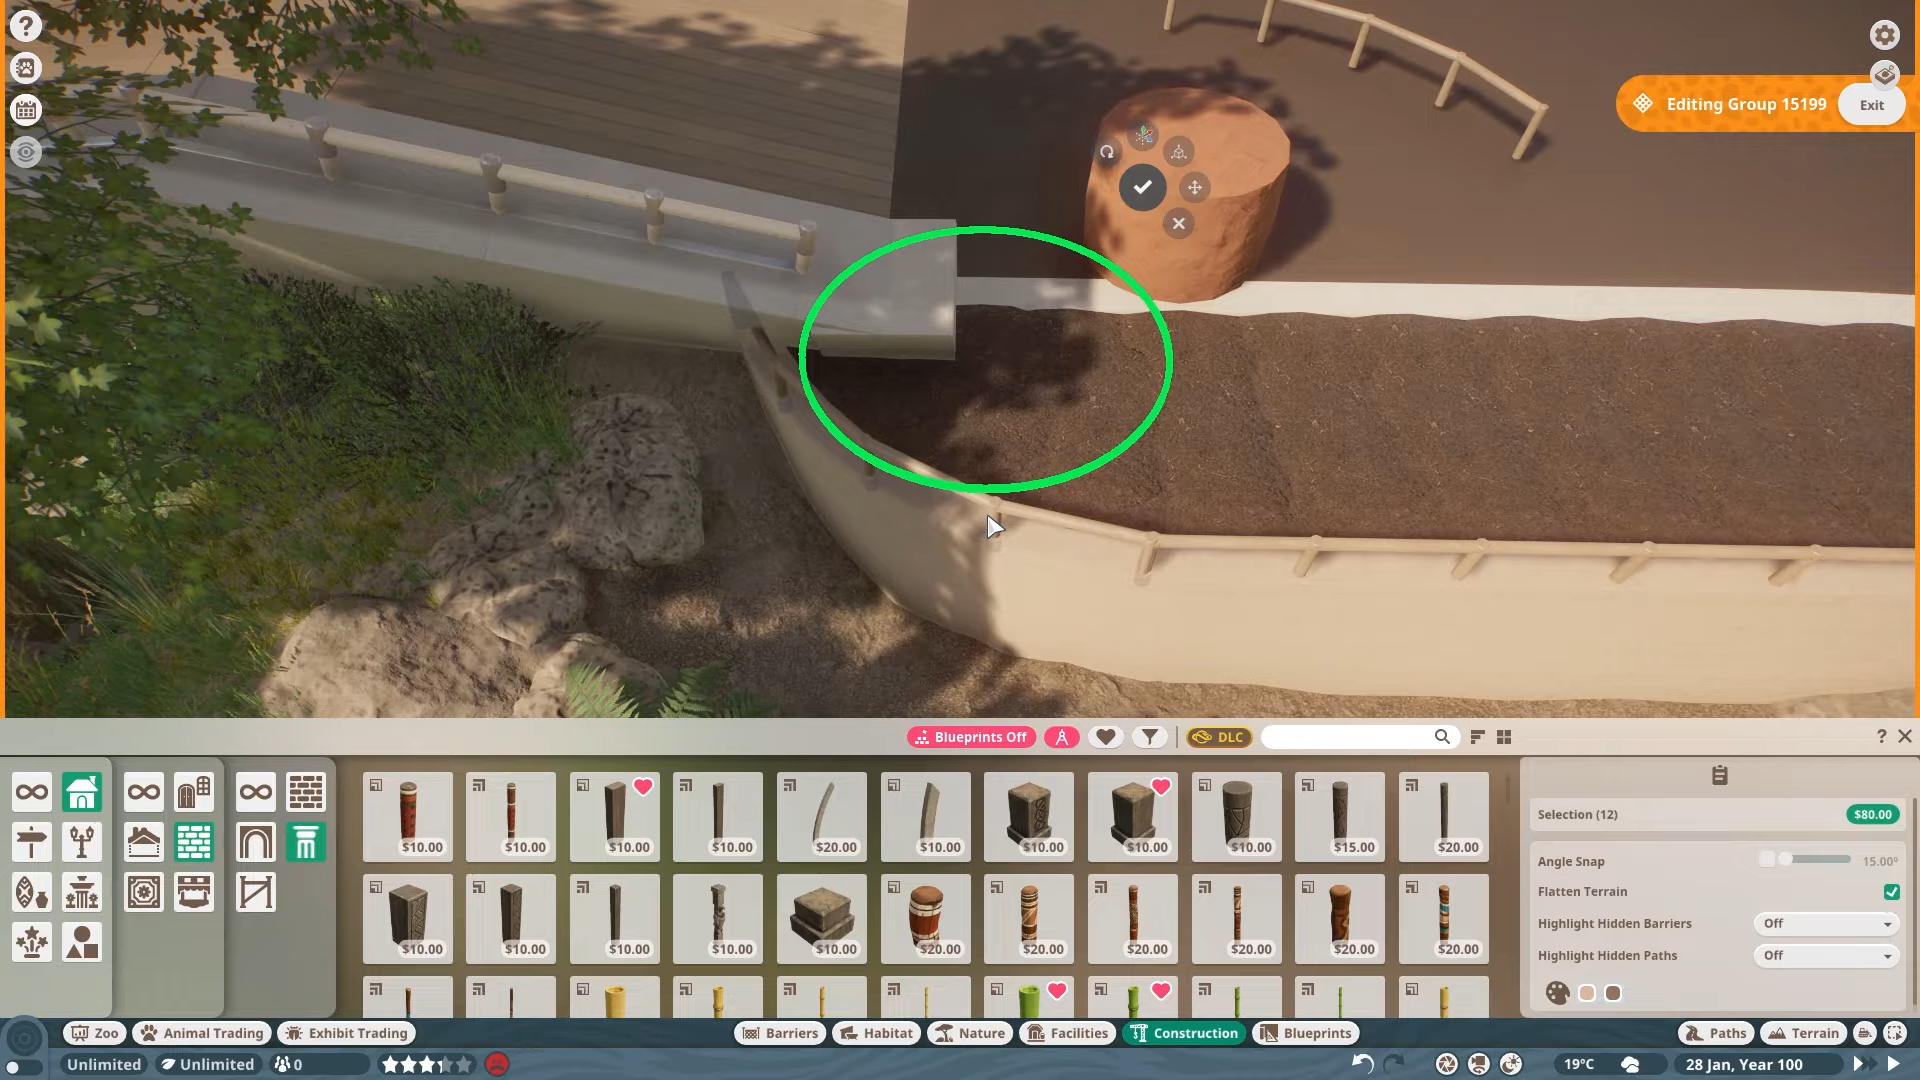 Editing Group 15199
Exit
Blueprints Off
DLC
$10.00
$10.00
$10.00
$10.00
$20.00
$10.00
$10.00
$10.00
$10.00
$15.00
$20.00
$10.00
$10.00
$10.00
$10.00
$10.00
$20.00
$20.00
$20.00
$20.00
$20.00
$20.00
Selection (12)
$80.00
Angle Snap
15.00°
Flatten Terrain
Highlight Hidden Barriers
Off
Highlight Hidden Paths
Off
Zoo
Animal Trading
Exhibit Trading
Barriers
Habitat
Nature
Facilities
Construction
Blueprints
Paths
Terrain
Unlimited
Unlimited
0
19°C
28 Jan, Year 100